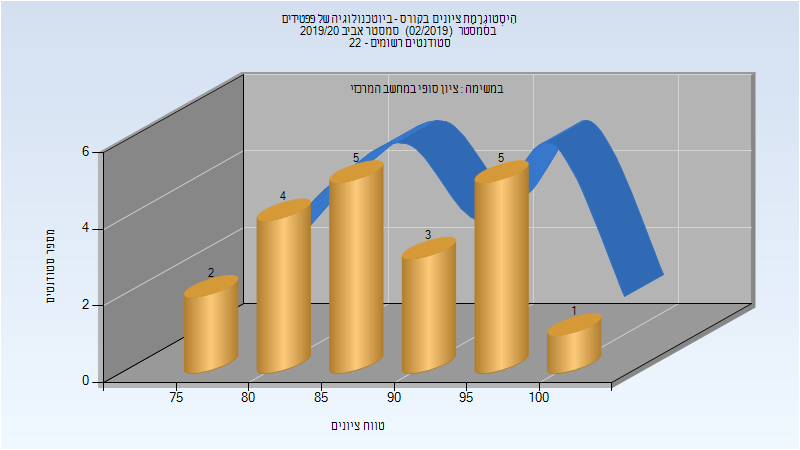 היסטוגרמת ציונים בקורס - ביוטכנולוגיה של פפטידים
בסמסטר (02/2019) סמסטר אביב 2019/20
סטודנטים רשומים - 22
במשימה : ציון סופי במחשב המרכזי
מספר סטודנטים
6
4
2
0
2
4
5
3
5
1
75
80
85
90
95
100
טווח ציונים